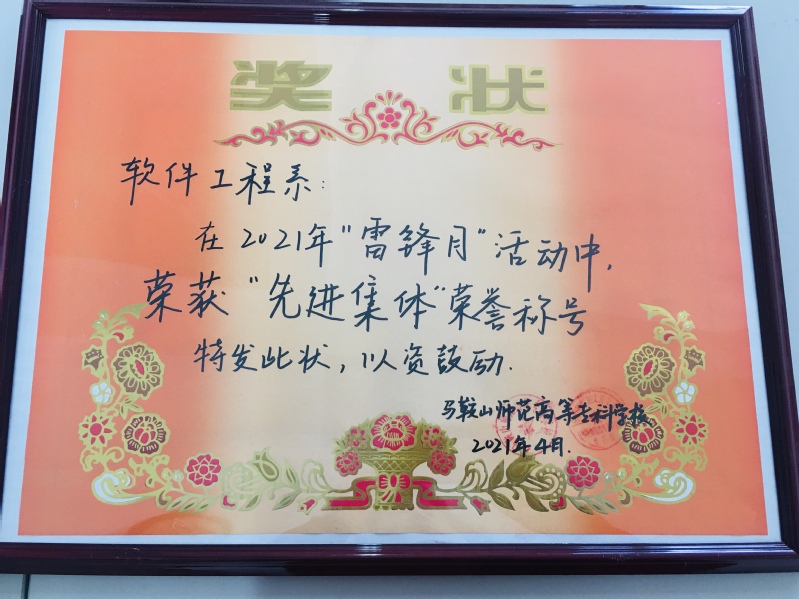 奖状
软件工程系：
在2021年“雷锋月”活动中，
荣获“先进集体”荣誉称号
特发此状，以资鼓励.
马鞍山师范高等专科学校
2021年4月.